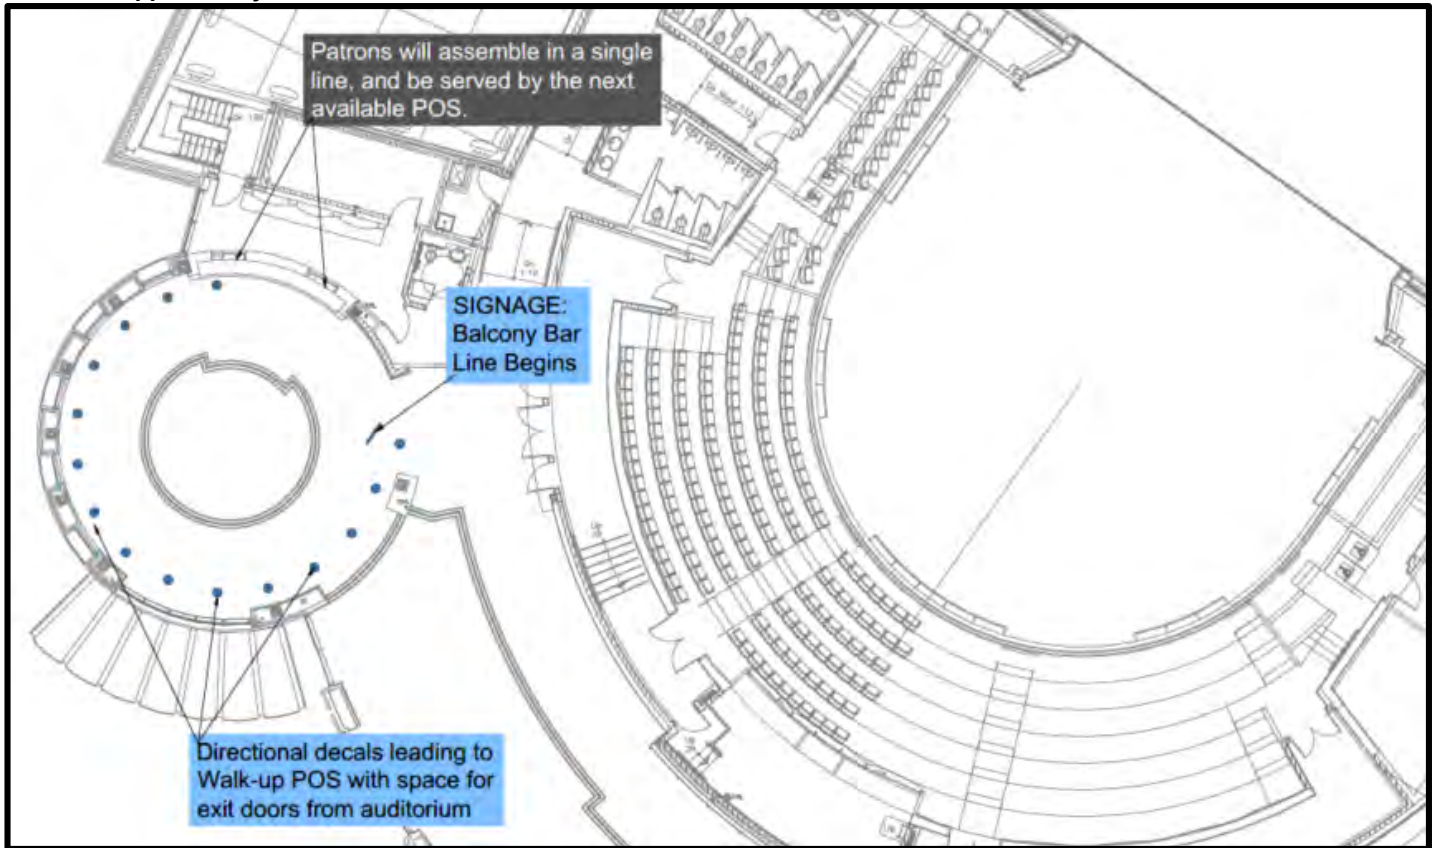 Patrons will assemble in a single
line, and be served by the next
available POS.
SIGNAGE:
Balcony Bar
Line Begins
Directional decals leading to
Walk-up POS with space for
exit doors from auditorium